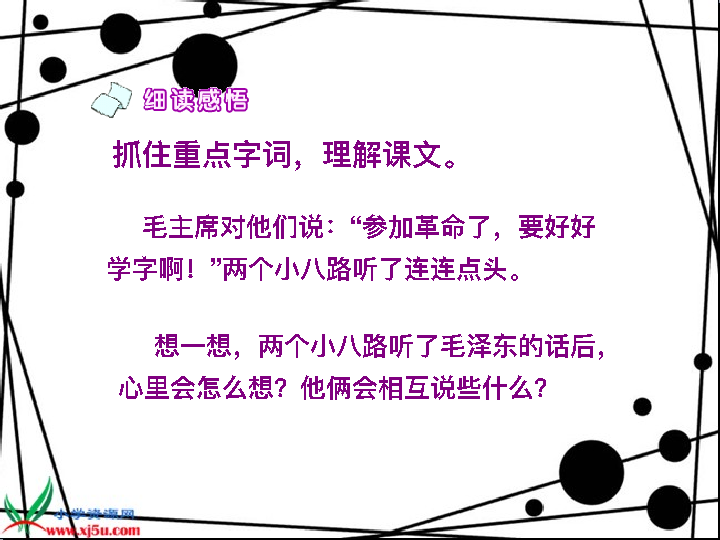 细读感悟
抓住重点字词，理解课文。
毛主席对他们说：“参加革命了，要好好
学字啊！”两个小八路听了连连点头。
想一想，两个小八路听了毛泽东的话后，
心里会怎么想？他俩会相互说些什么？
小学资源网
www.xj5u.com